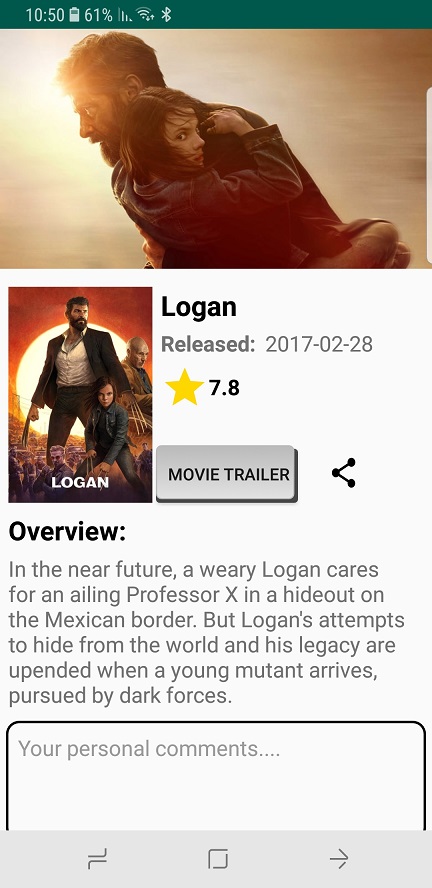 10:50 61%
Logan
Released: 2017-02-28
7.8
LOGAN
MOVIE TRAILER
Overview:
In the near future, a weary Logan cares
for an ailing Professor X in a hideout on
the Mexican border. But Logan's attempts
to hide from the world and his legacy are
upended when a young mutant arrives,
pursued by dark forces.
Your personal comments....